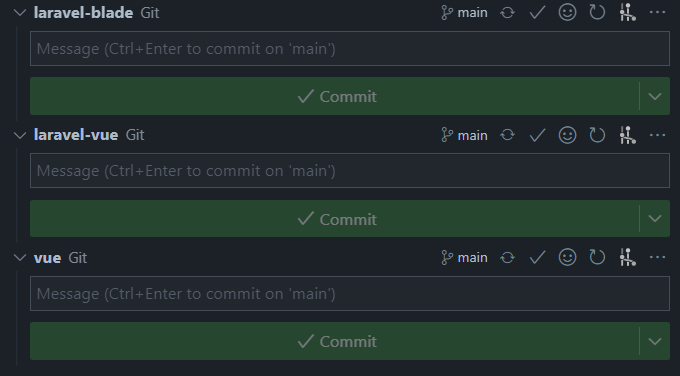 laravel-blade Git main
Message (Ctrl+Enter to commit on 'main')
Commit
laravel-vue Git main
Message (Ctrl+Enter to commit on 'main')
Commit
vue Git main
Message (Ctrl+Enter to commit on 'main')
Commit